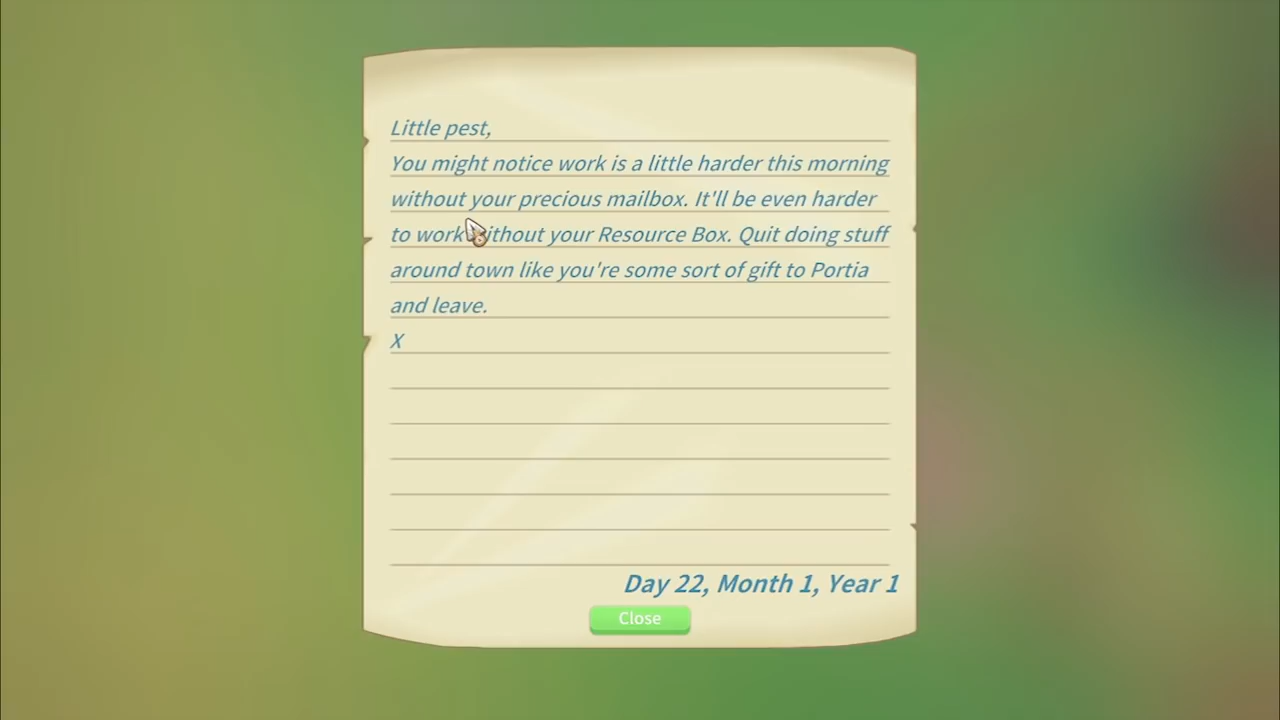 Little pest,
You might notice work is a little harder this morning
without your precious mailbox. It'll be even harder
to work without your Resource Box. Quit doing stuff
around town like you're some sort of gift to Portia
and leave.
X
Day 22, Month 1, Year 1
Close